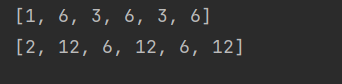 [1, 6, 3, 6, 3, 6]
[2, 12, 6, 12, 6, 12]